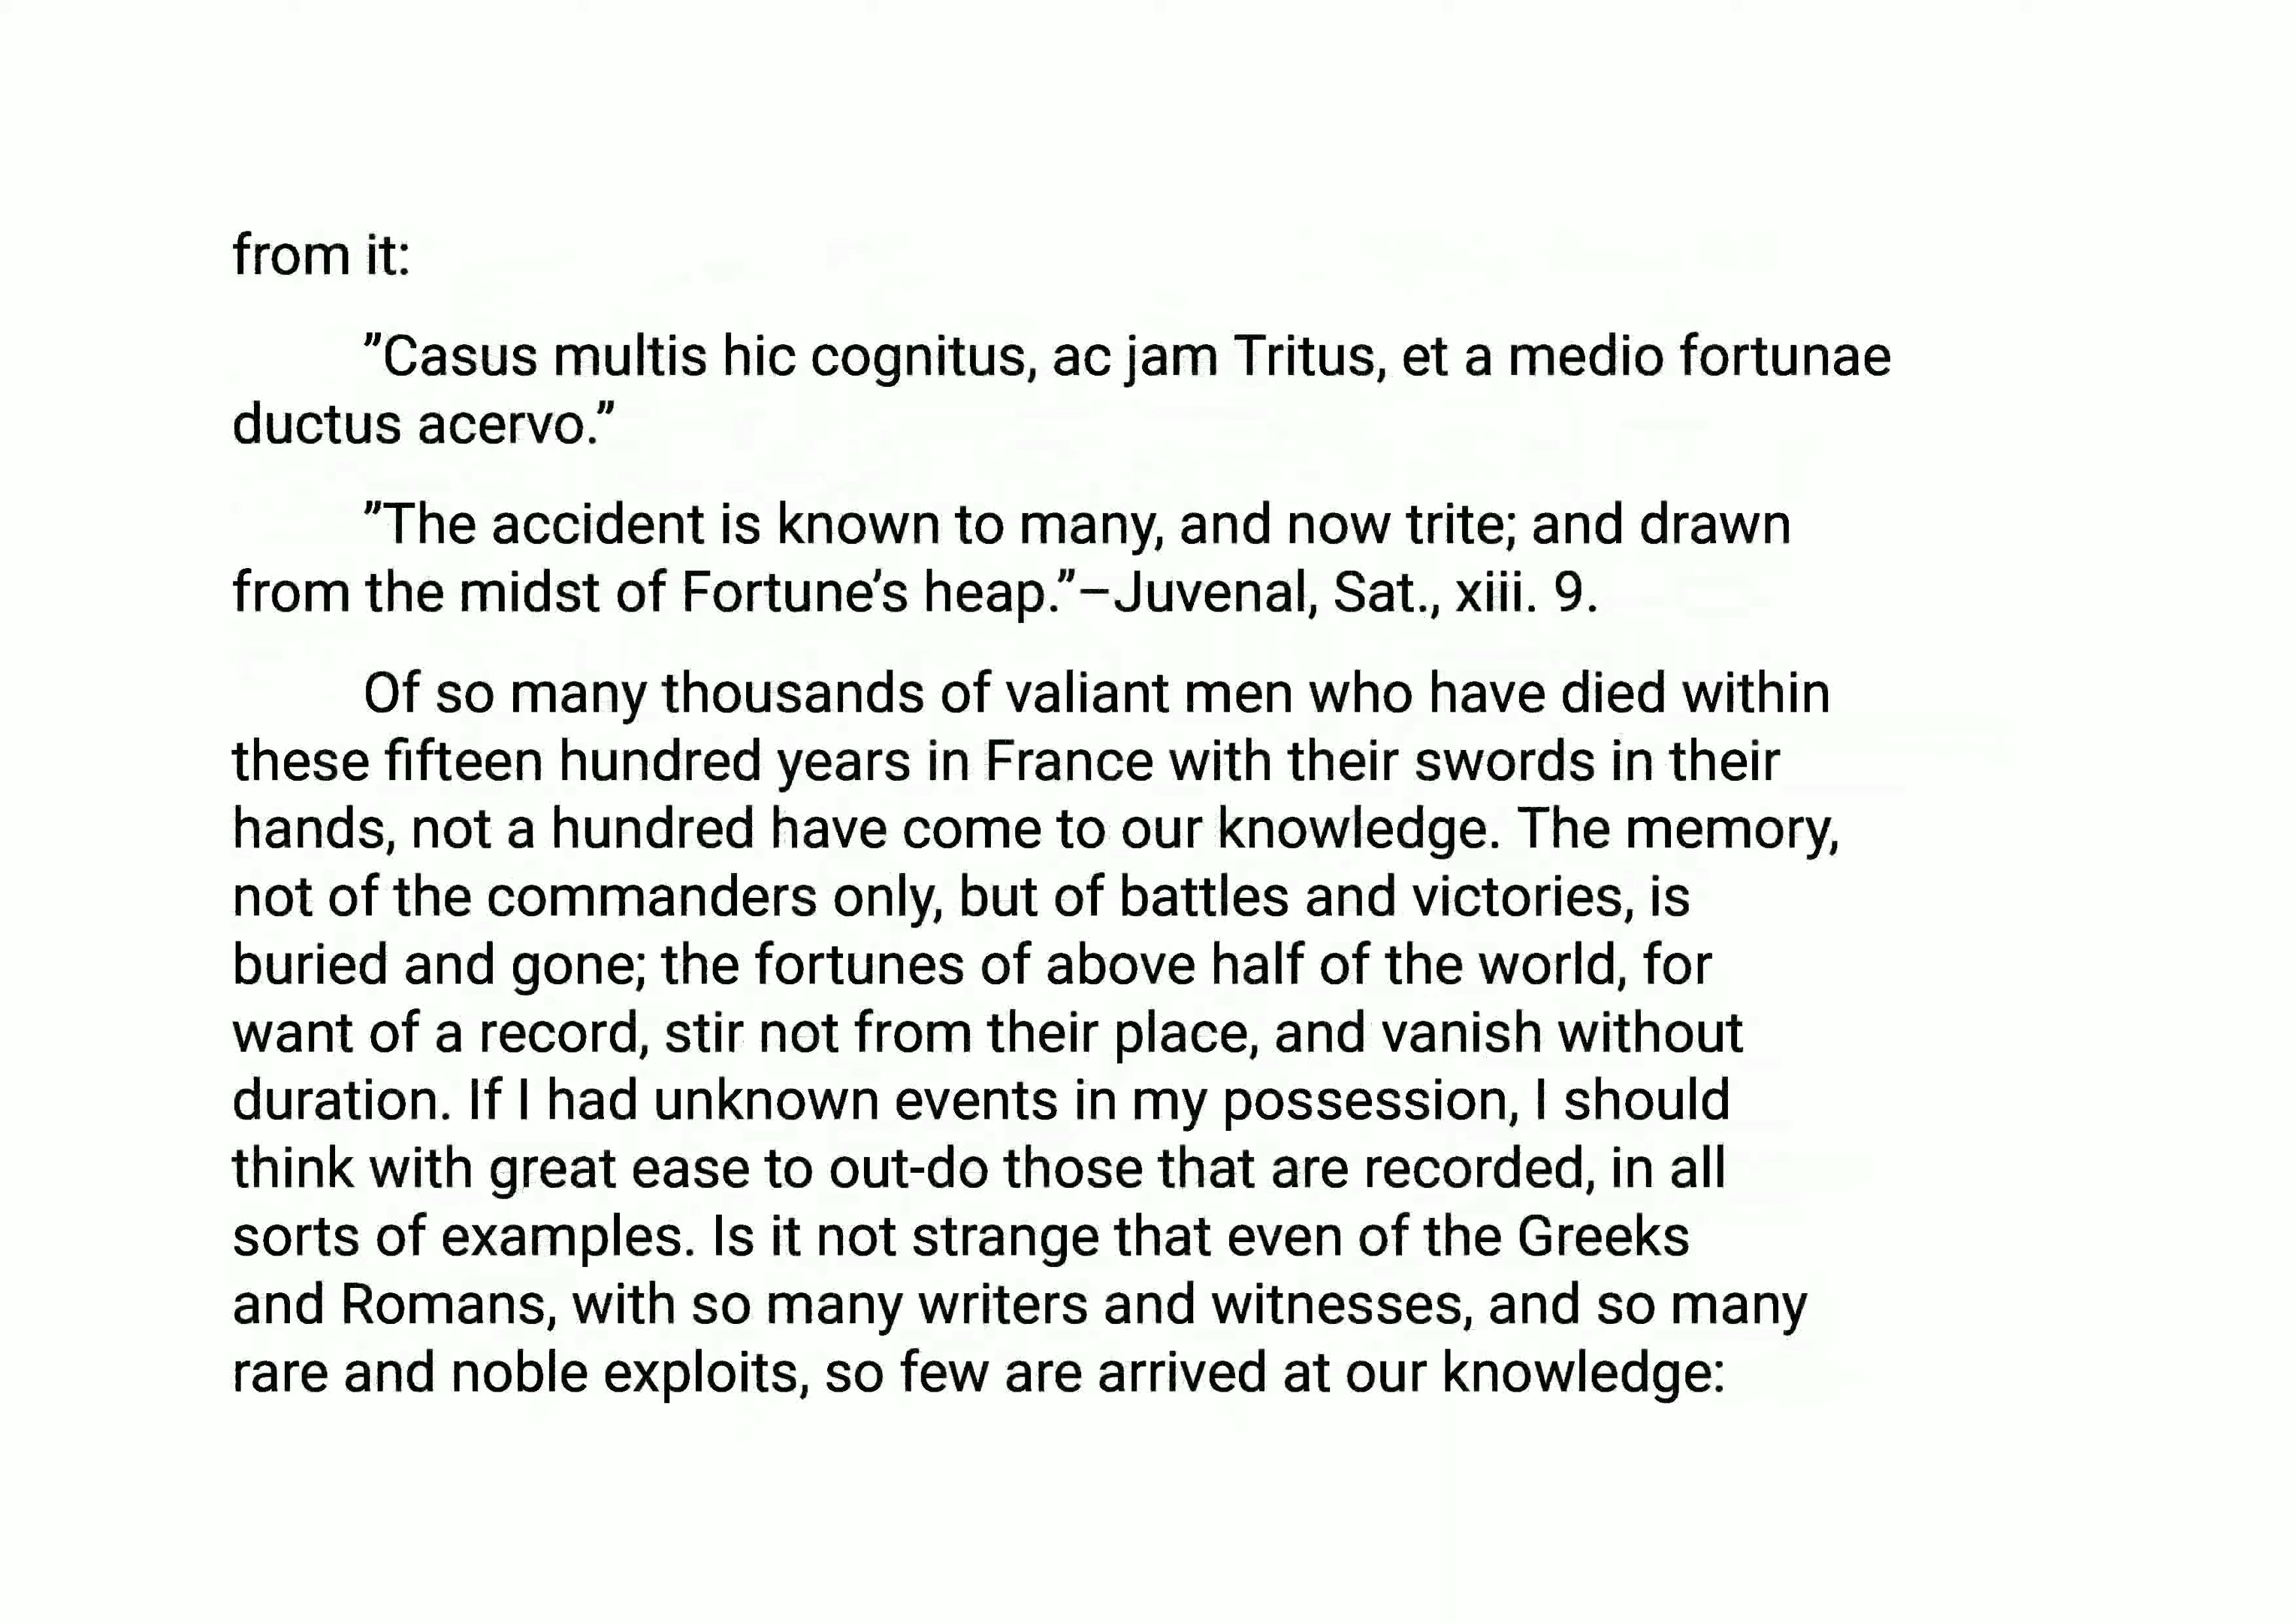 from it:
”Casus multis hic cognitus, ac jam Tritus, et a medio fortunae
ductus acervo.”
”The accident is known to many, and now trite; and drawn
from the midst of Fortune’s heap.”–Juvenal, Sat., xiii. 9.
Of so many thousands of valiant men who have died within
these fifteen hundred years in France with their swords in their
hands, not a hundred have come to our knowledge. The memory,
not of the commanders only, but of battles and victories, is
buried and gone; the fortunes of above half of the world, for
want of a record, stir not from their place, and vanish without
duration. If I had unknown events in my possession, I should
think with great ease to out-do those that are recorded, in all
sorts of examples. Is it not strange that even of the Greeks
and Romans, with so many writers and witnesses, and so many
rare and noble exploits, so few are arrived at our knowledge: